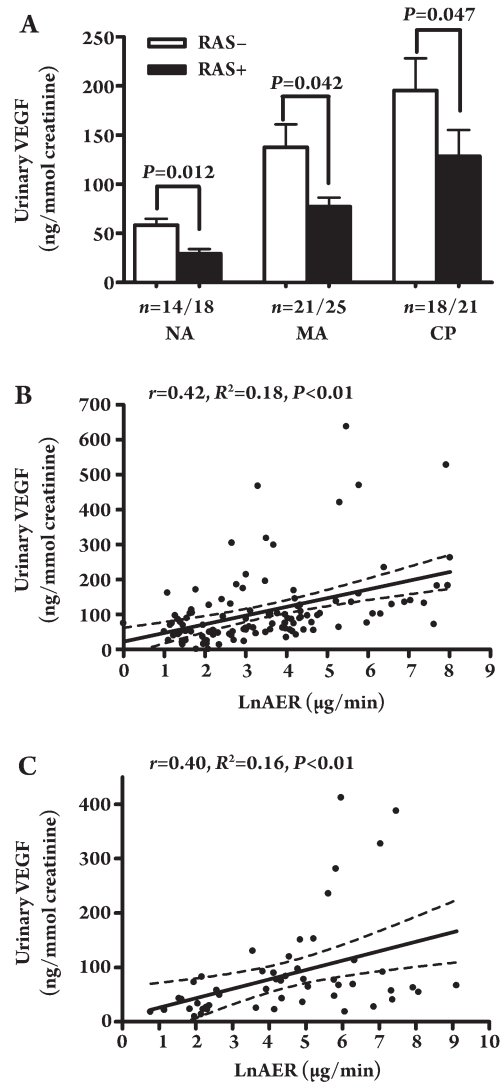 A
RAS−
RAS+
P=0.012
P=0.042
P=0.047
Urinary VEGF
(ng/mmol creatinine)
250
200
150
100
50
0
n=14/18
n=21/25
n=18/21
NA
MA
CP
B
r=0.42, R²=0.18, P<0.01
Urinary VEGF
(ng/mmol creatinine)
700
600
500
400
300
200
100
0
0 1 2 3 4 5 6 7 8 9
LnAER (µg/min)
C
r=0.40, R²=0.16, P<0.01
Urinary VEGF
(ng/mmol creatinine)
400
300
200
100
0
0 1 2 3 4 5 6 7 8 9 10
LnAER (µg/min)